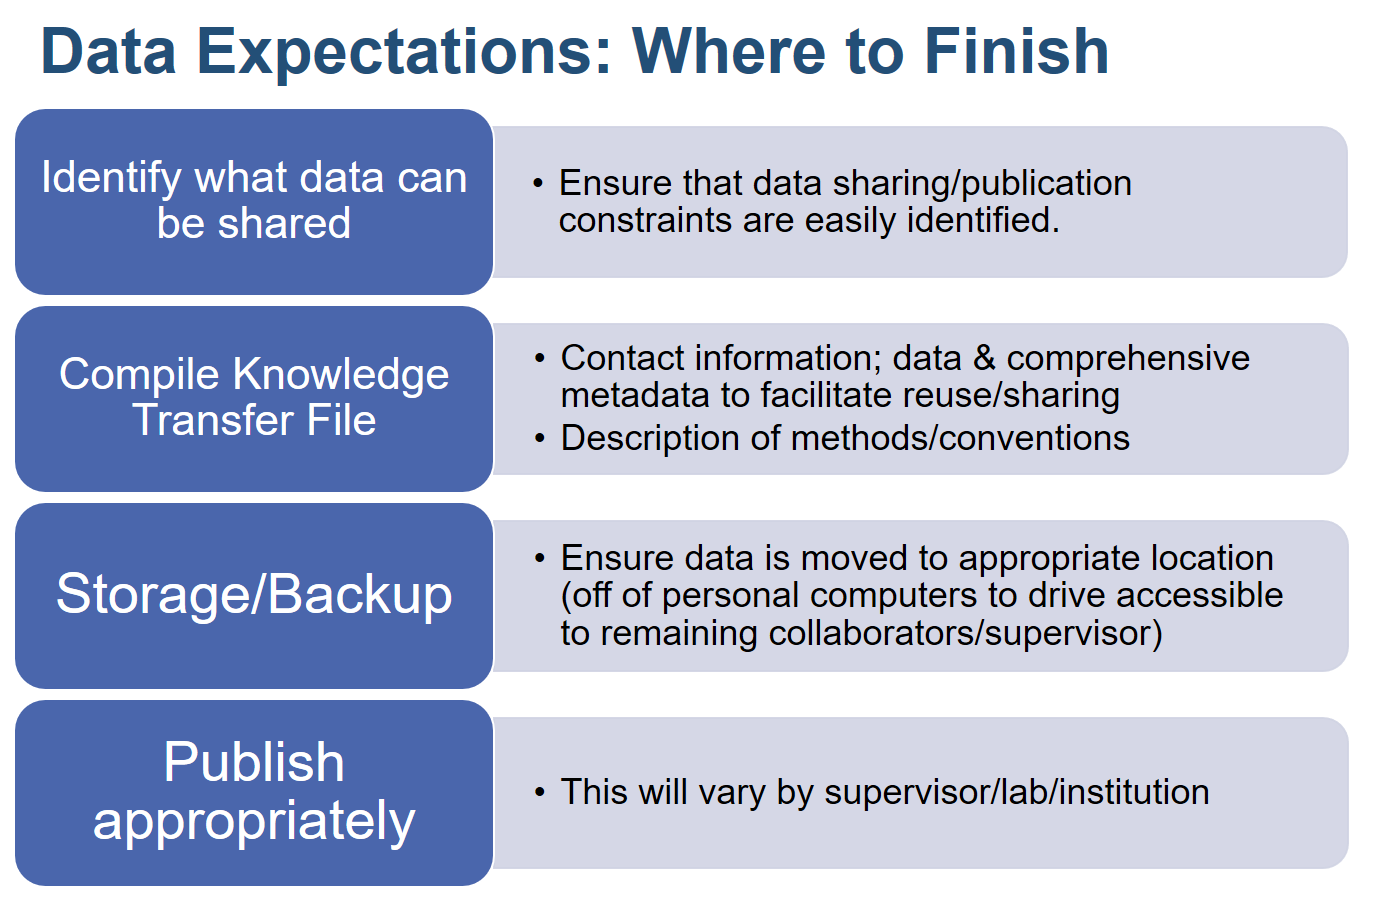 Data Expectations: Where to Finish
Identify what data can
be shared
• Ensure that data sharing/publication
constraints are easily identified.
Compile Knowledge
Transfer File
• Contact information; data & comprehensive
metadata to facilitate reuse/sharing
• Description of methods/conventions
Storage/Backup
• Ensure data is moved to appropriate location
(off of personal computers to drive accessible
to remaining collaborators/supervisor)
Publish
appropriately
• This will vary by supervisor/lab/institution